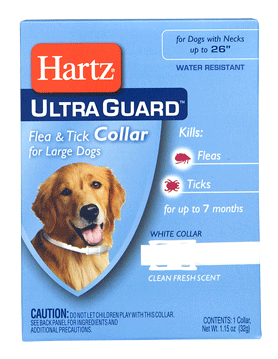 Hartz
ULTRAGUARD™
Flea & Tick Collar
for Large Dogs
for Dogs with Necks
up to 26"
WATER RESISTANT
Kills:
Fleas
Ticks
for up to 7 months
WHITE COLLAR
CLEAN FRESH SCENT
CAUTION: DO NOT LET CHILDREN PLAY WITH THIS COLLAR.
SEE BACK PANEL FOR INGREDIENTS AND
ADDITIONAL PRECAUTIONS.
CONTENTS: 1 Collar,
Net Wt. 1.15 oz (32g)